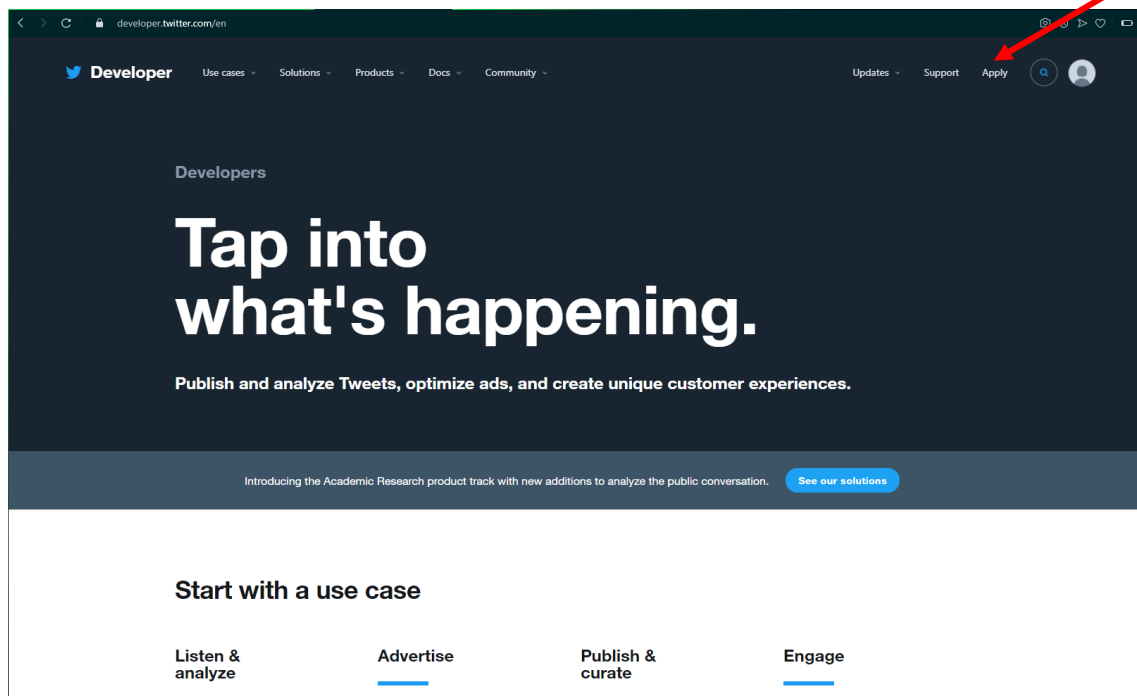 developer.twitter.com/en
Developer Use cases Solutions Products Docs Community Updates Support Apply
Developers
Tap into
what's happening.
Publish and analyze Tweets, optimize ads, and create unique customer experiences.
Introducing the Academic Research product track with new additions to analyze the public conversation. See our solutions
Start with a use case
Listen &
analyze
Advertise
Publish &
curate
Engage